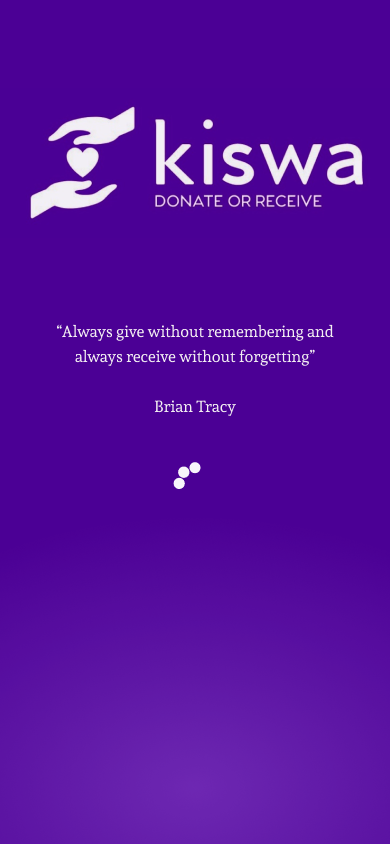 kiswa
DONATE OR RECEIVE
“Always give without remembering and
always receive without forgetting”
Brian Tracy